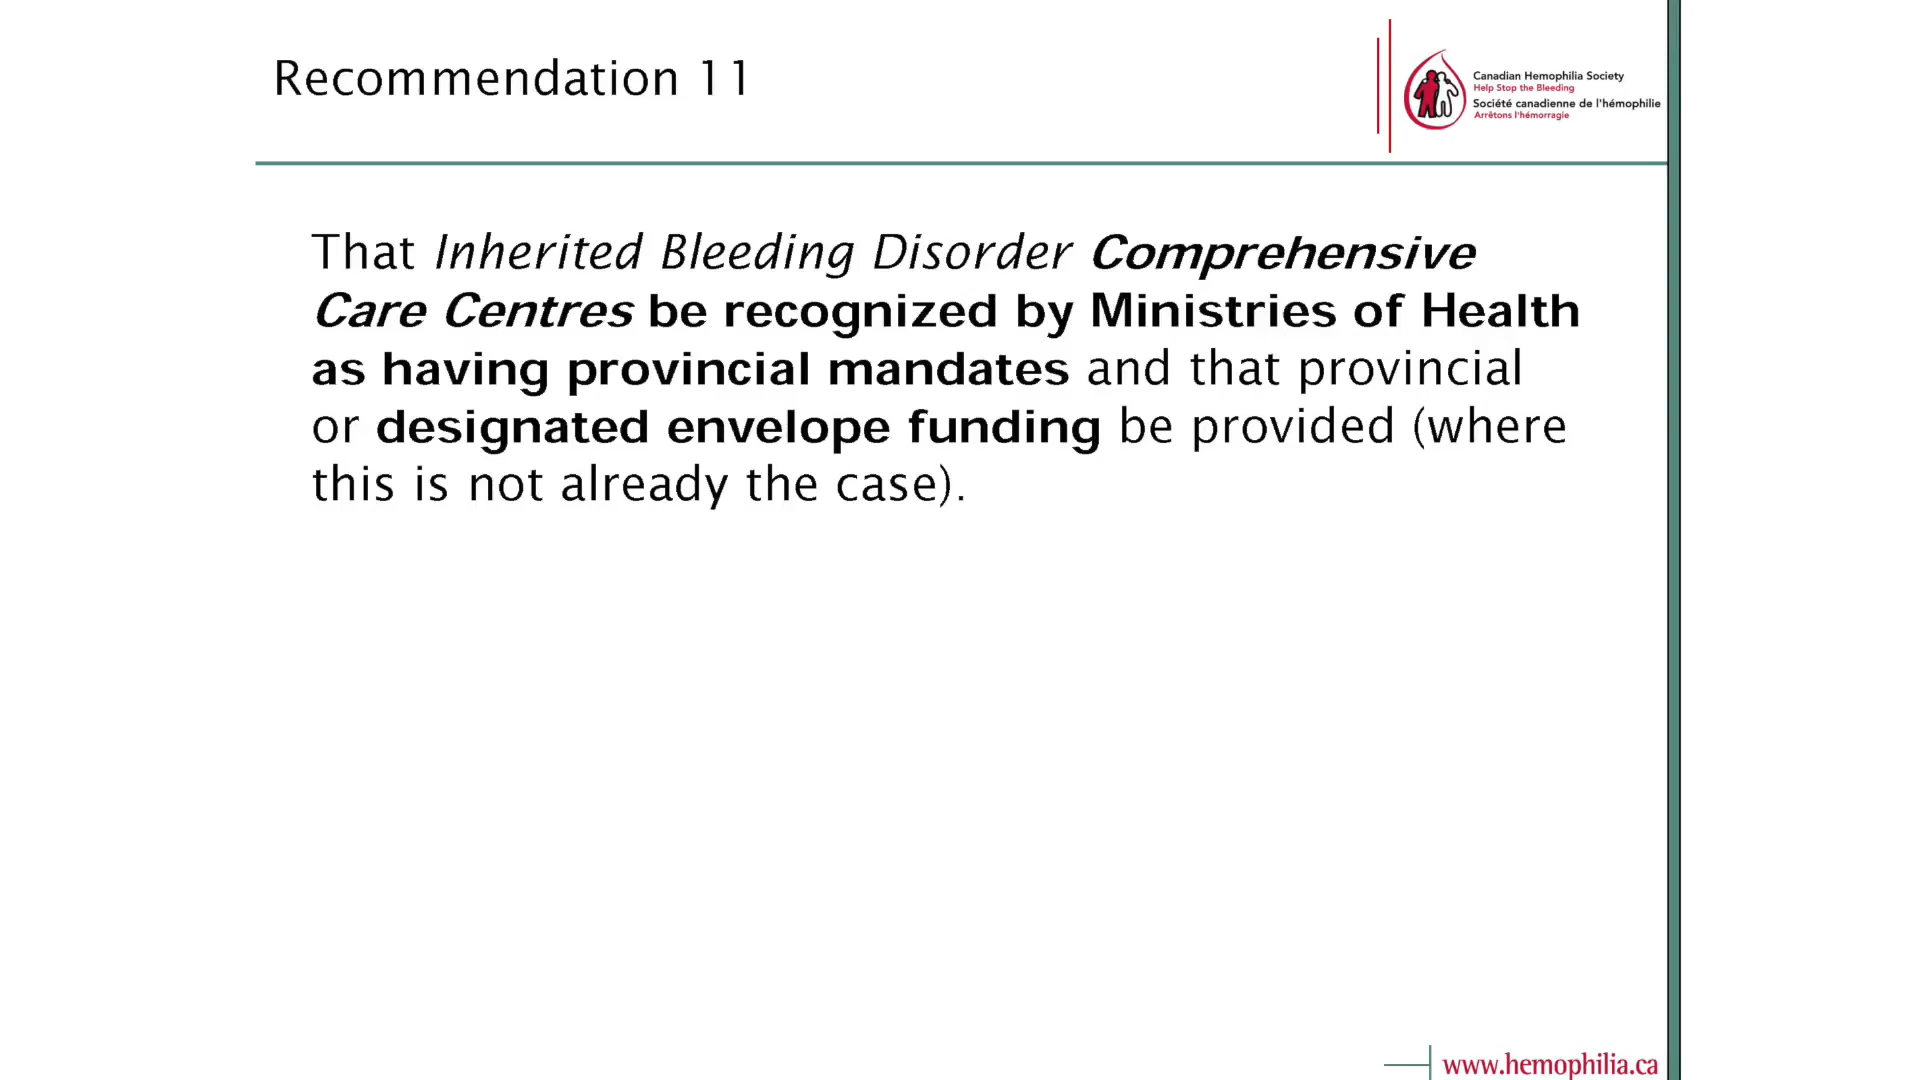 Recommendation 11
Canadian Hemophilia Society
Help Stop the Bleeding
Société canadienne de l'hémophilie
Arrêtons l'hémorragie
That Inherited Bleeding Disorder Comprehensive
Care Centres be recognized by Ministries of Health
as having provincial mandates and that provincial
or designated envelope funding be provided (where
this is not already the case).
www.hemophilia.ca